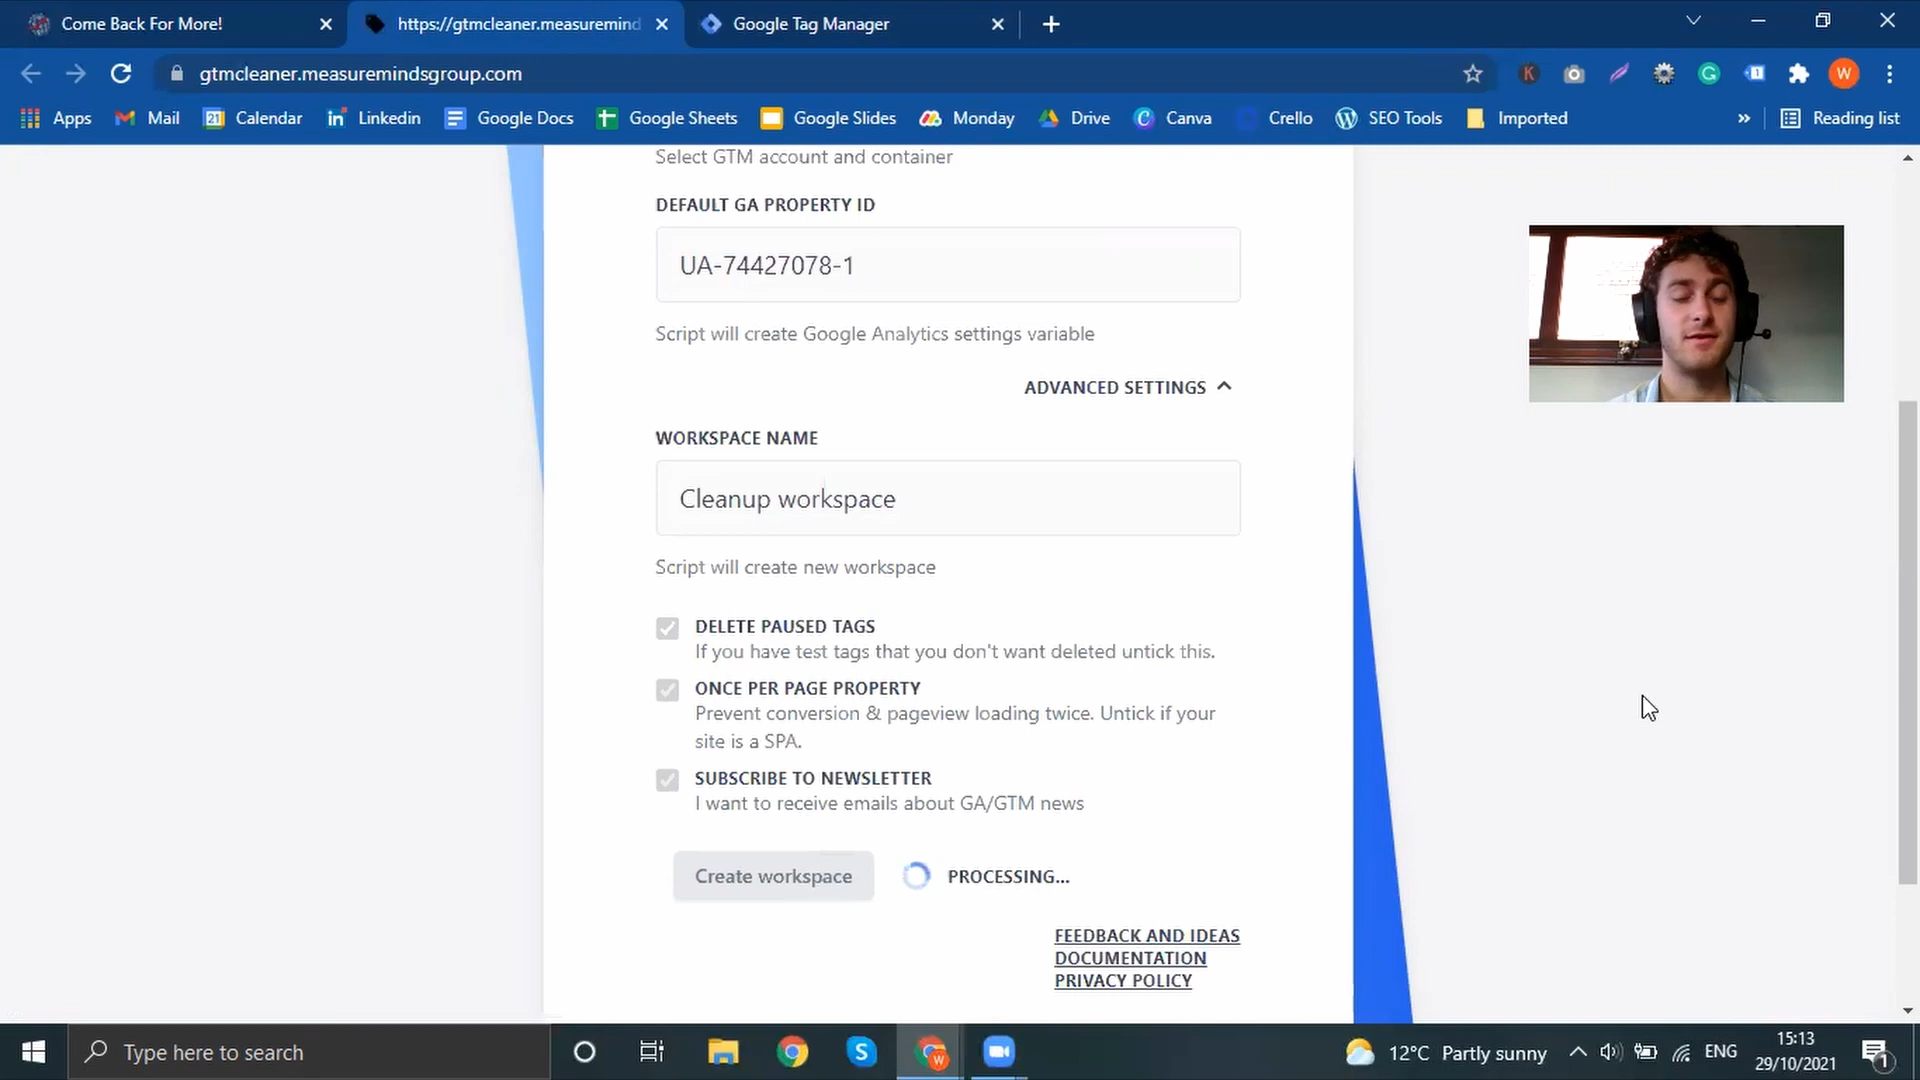 Come Back For More!
https://gtmcleaner.measuremind
Google Tag Manager
gtmcleaner.measuremindsgroup.com
K
G
1
W
Apps
Mail
21
Calendar
in
Linkedin
Google Docs
Google Sheets
Google Slides
Monday
Drive
Canva
Crello
SEO Tools
Imported
»
Reading list
Select GTM account and container
DEFAULT GA PROPERTY ID
UA-74427078-1
Script will create Google Analytics settings variable
ADVANCED SETTINGS
WORKSPACE NAME
Cleanup workspace
Script will create new workspace
DELETE PAUSED TAGS
If you have test tags that you don't want deleted untick this.
ONCE PER PAGE PROPERTY
Prevent conversion & pageview loading twice. Untick if your
site is a SPA.
SUBSCRIBE TO NEWSLETTER
I want to receive emails about GA/GTM news
Create workspace
PROCESSING...
FEEDBACK AND IDEAS
DOCUMENTATION
PRIVACY POLICY
Type here to search
S
W
12°C Partly sunny
ENG
15:13
29/10/2021
1